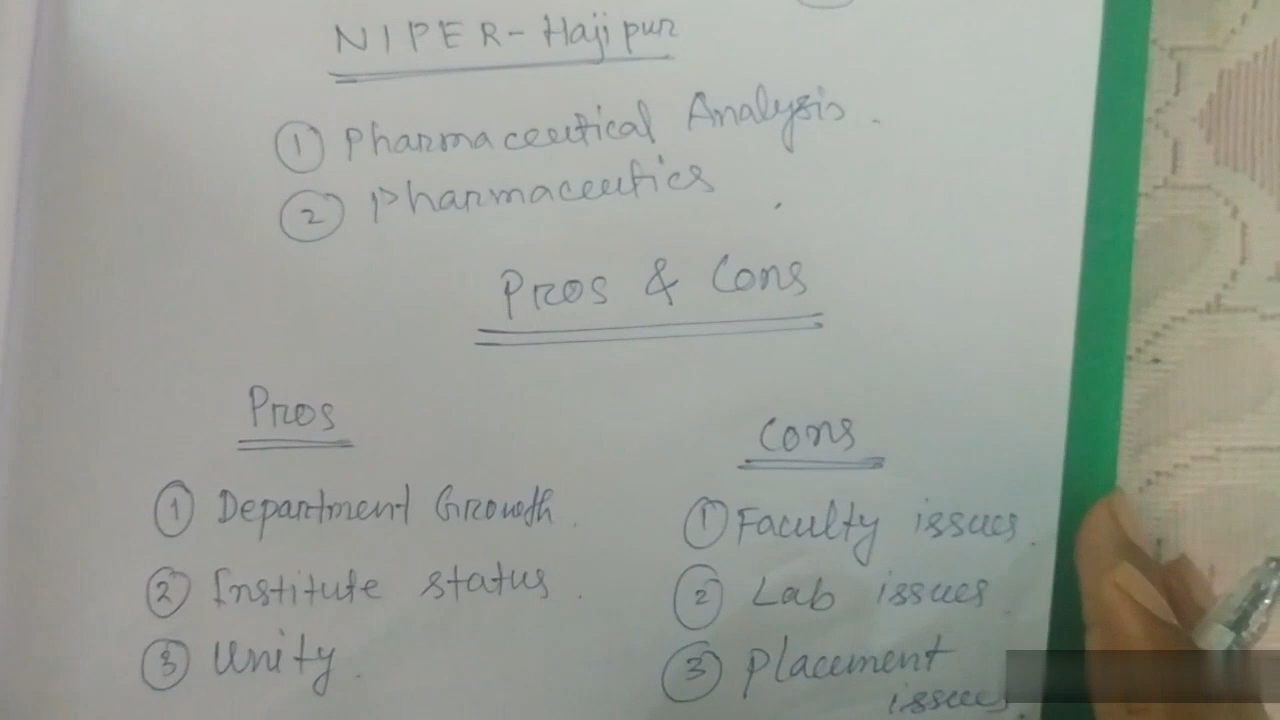 NIPER-Hajipur
① Pharmaceutical Analysis.
② Pharmaceutics
Pros & Cons
Pros
① Department Growth.
② Institute status.
③ Unity.
Cons
① Faculty issues.
② Lab issues.
③ Placement
issues.